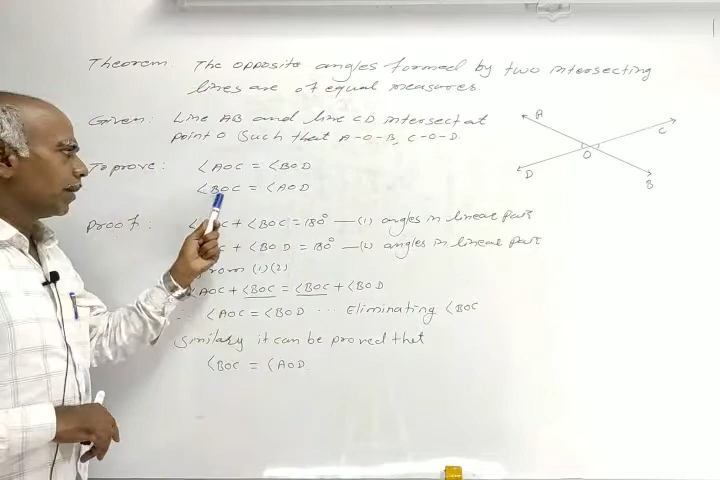 Theorem. The opposite angles formed by two intersecting
lines are of equal measures.
Given: Line AB and line CD intersect at
point O such that A-O-B, C-O-D.
To prove: ∠AOC = ∠BOD
∠BOC = ∠AOD
Proof: ∠ C + ∠BOC = 180° — (1) angles in linear pair
C + ∠BOD = 180° — (2) angles in linear pair
From (1) (2)
∠AOC + ∠BOC = ∠BOC + ∠BOD
∴ ∠AOC = ∠BOD ... Eliminating ∠BOC
Similary it can be proved that
∠BOC = ∠AOD
A
C
O
D
B